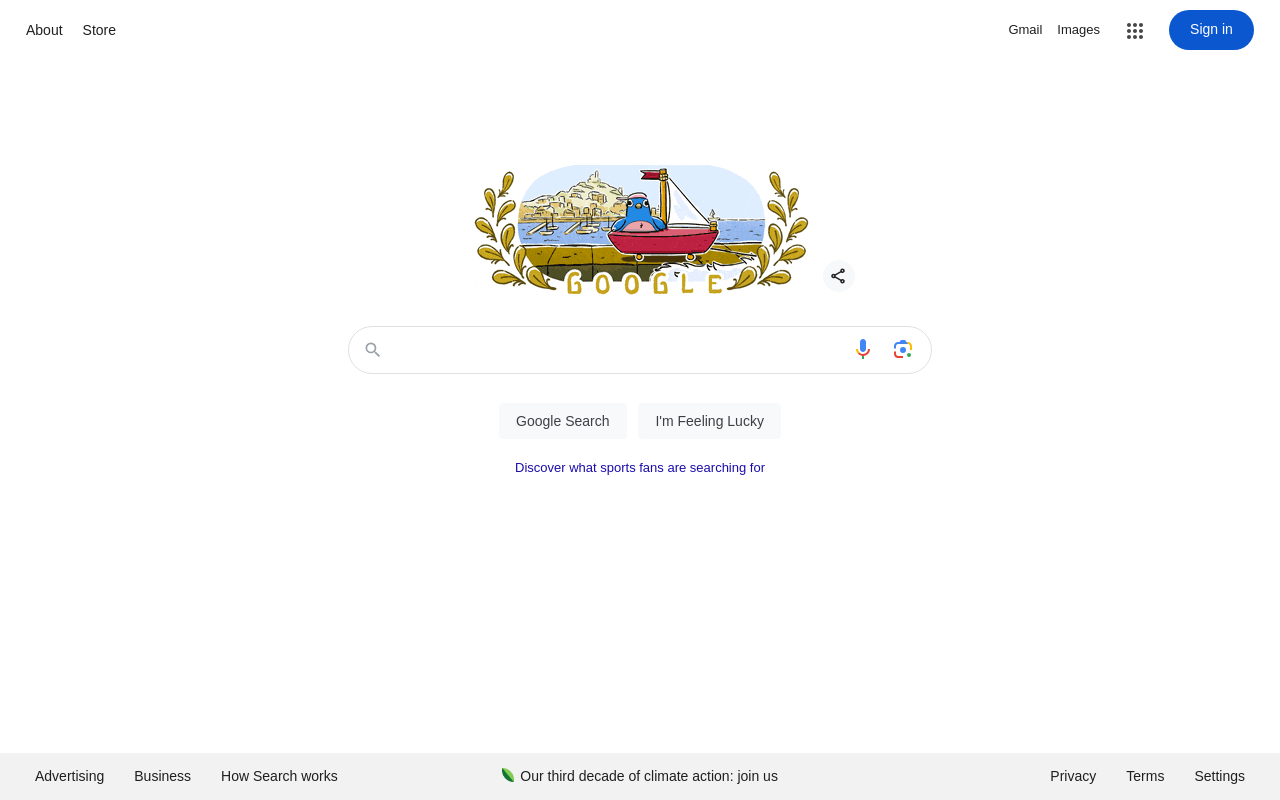 About Store
Gmail Images Sign in
GOOGLE
Google Search I'm Feeling Lucky
Discover what sports fans are searching for
Advertising Business How Search works Our third decade of climate action: join us Privacy Terms Settings